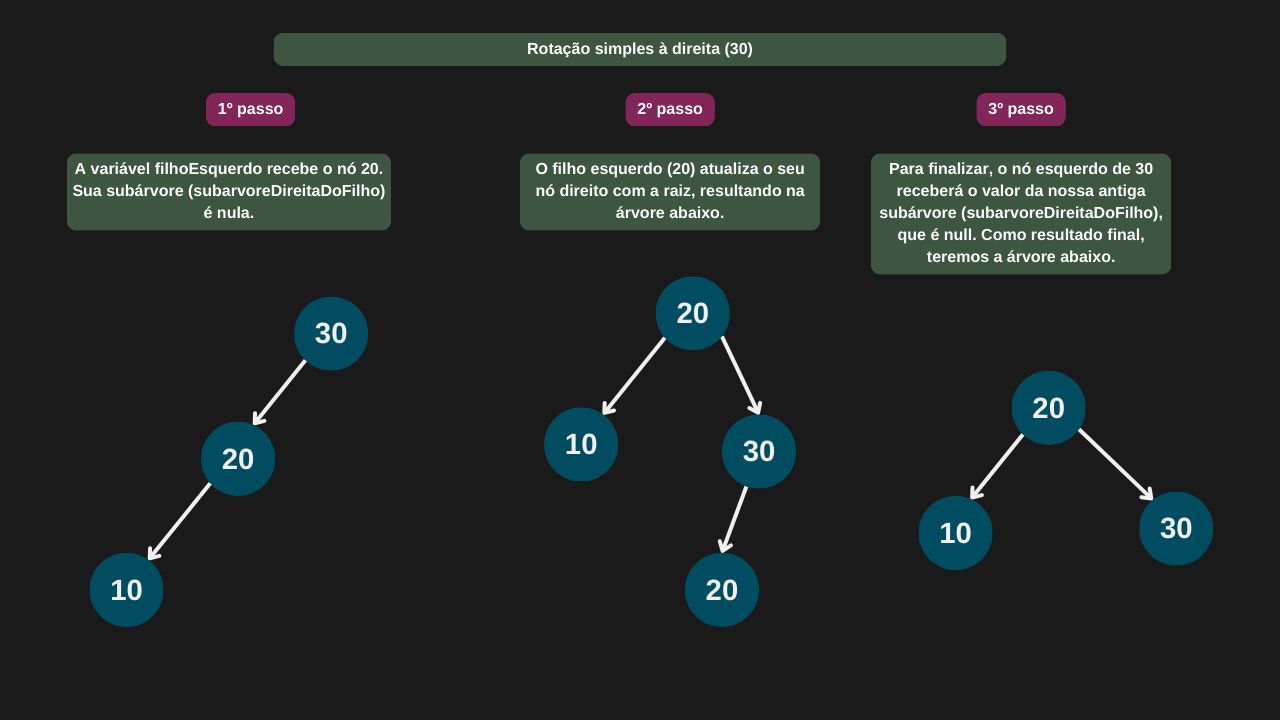 Rotação simples à direita (30)
1º passo
A variável filhoEsquerdo recebe o nó 20.
Sua subárvore (subarvoreDireitaDoFilho)
é nula.
30
20
10
2º passo
O filho esquerdo (20) atualiza o seu
nó direito com a raiz, resultando na
árvore abaixo.
20
10
30
20
3º passo
Para finalizar, o nó esquerdo de 30
receberá o valor da nossa antiga
subárvore (subarvoreDireitaDoFilho),
que é null. Como resultado final,
teremos a árvore abaixo.
20
10
30